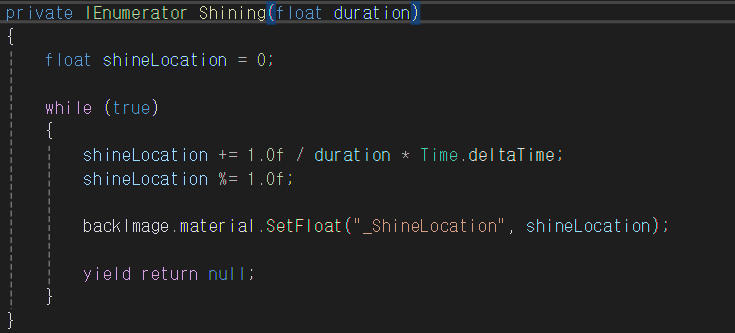 private IEnumerator Shining(float duration)
{
float shineLocation = 0;
while (true)
{
shineLocation += 1.0f / duration * Time.deltaTime;
shineLocation %= 1.0f;
backImage.material.SetFloat("_ShineLocation", shineLocation);
yield return null;
}
}